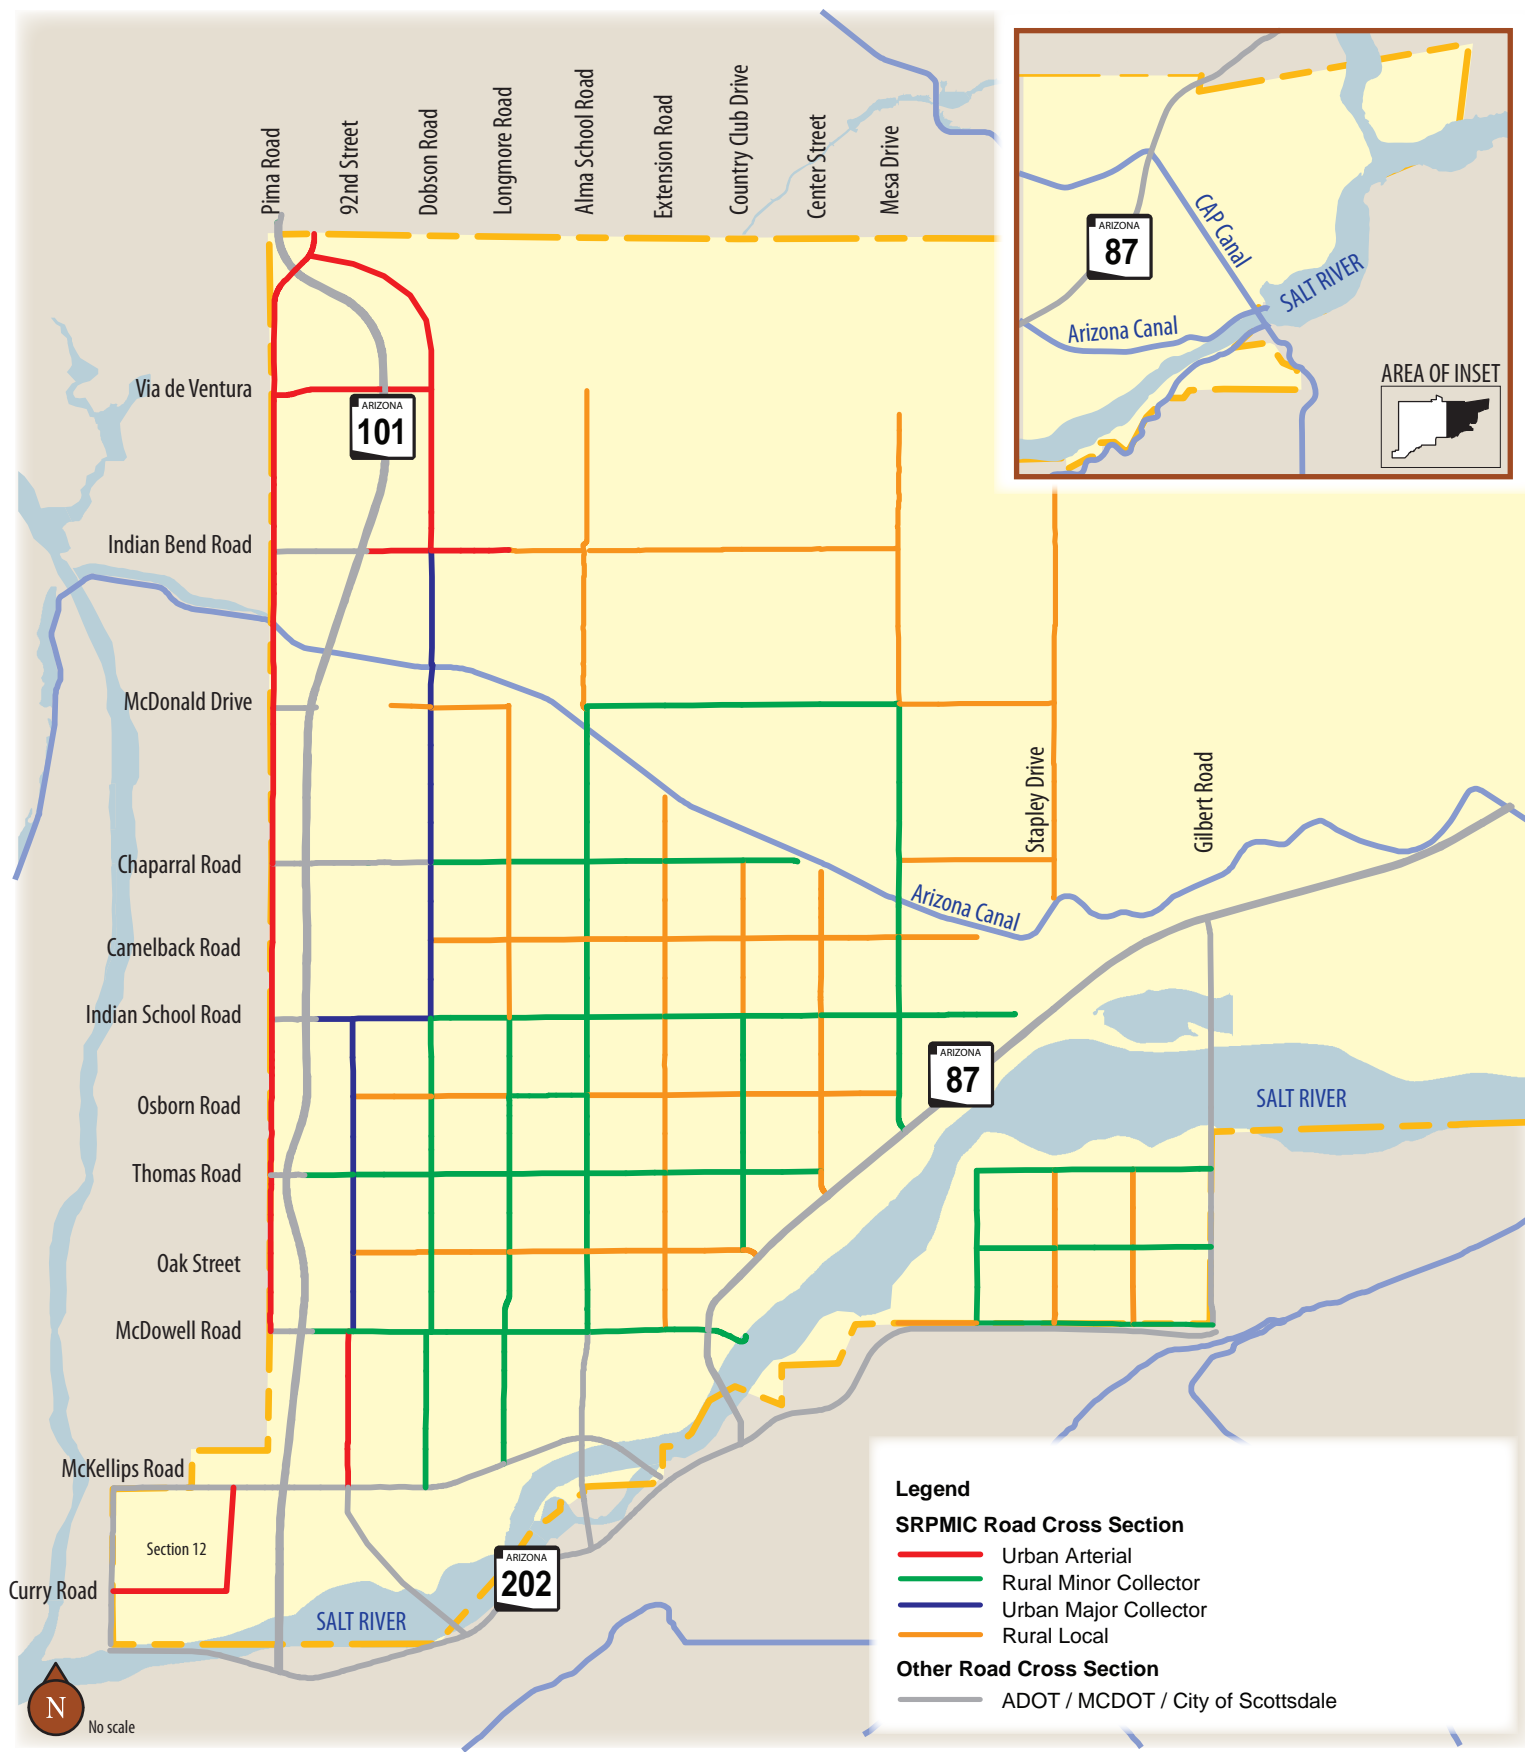 Pima Road
92nd Street
Dobson Road
Longmore Road
Alma School Road
Extension Road
Country Club Drive
Center Street
Mesa Drive
ARIZONA
87
CAP Canal
SALT RIVER
Arizona Canal
AREA OF INSET
Via de Ventura
ARIZONA
101
Indian Bend Road
McDonald Drive
Stapley Drive
Gilbert Road
Chaparral Road
Arizona Canal
Camelback Road
Indian School Road
ARIZONA
87
Osborn Road
SALT RIVER
Thomas Road
Oak Street
McDowell Road
McKellips Road
Section 12
Curry Road
ARIZONA
202
SALT RIVER
N
No scale
Legend
SRPMIC Road Cross Section
Urban Arterial
Rural Minor Collector
Urban Major Collector
Rural Local
Other Road Cross Section
ADOT / MCDOT / City of Scottsdale